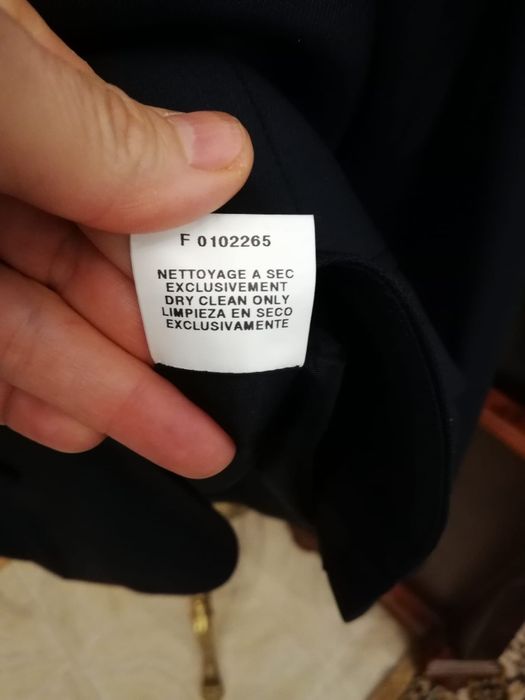 F 0102265
NETTOYAGE A SEC
EXCLUSIVEMENT
DRY CLEAN ONLY
LIMPIEZA EN SECO
EXCLUSIVAMENTE